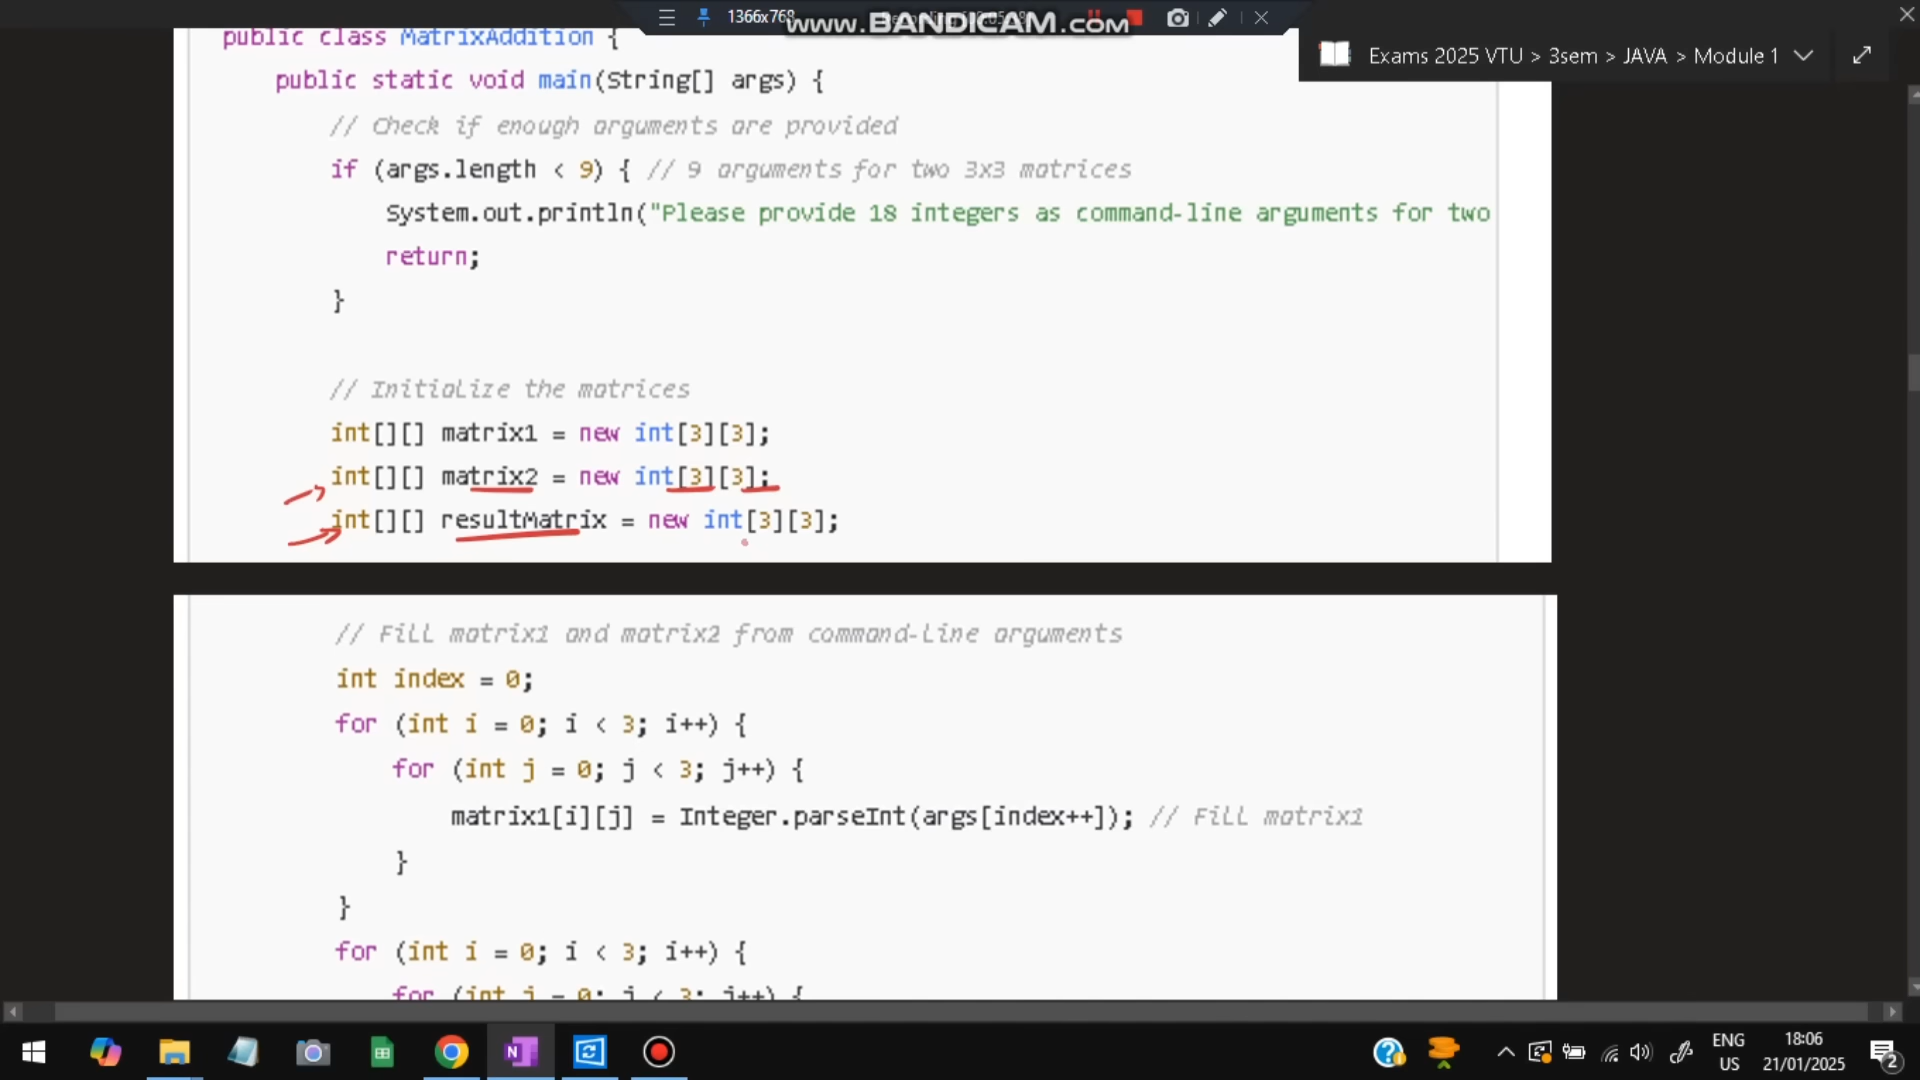 1366x768
www.BANDICAM.com
Exams 2025 VTU > 3sem > JAVA > Module 1
public class MatrixAddition {
public static void main(String[] args) {
// Check if enough arguments are provided
if (args.length < 9) { // 9 arguments for two 3x3 matrices
System.out.println("Please provide 18 integers as command-line arguments for two
return;
}
// Initialize the matrices
int[][] matrix1 = new int[3][3];
int[][] matrix2 = new int[3][3];
int[][] resultMatrix = new int[3][3];
// Fill matrix1 and matrix2 from command-line arguments
int index = 0;
for (int i = 0; i < 3; i++) {
for (int j = 0; j < 3; j++) {
matrix1[i][j] = Integer.parseInt(args[index++]); // Fill matrix1
}
}
for (int i = 0; i < 3; i++) {
for (int j = 0; j < 3; j++) {
ENG
US
18:06
21/01/2025
2